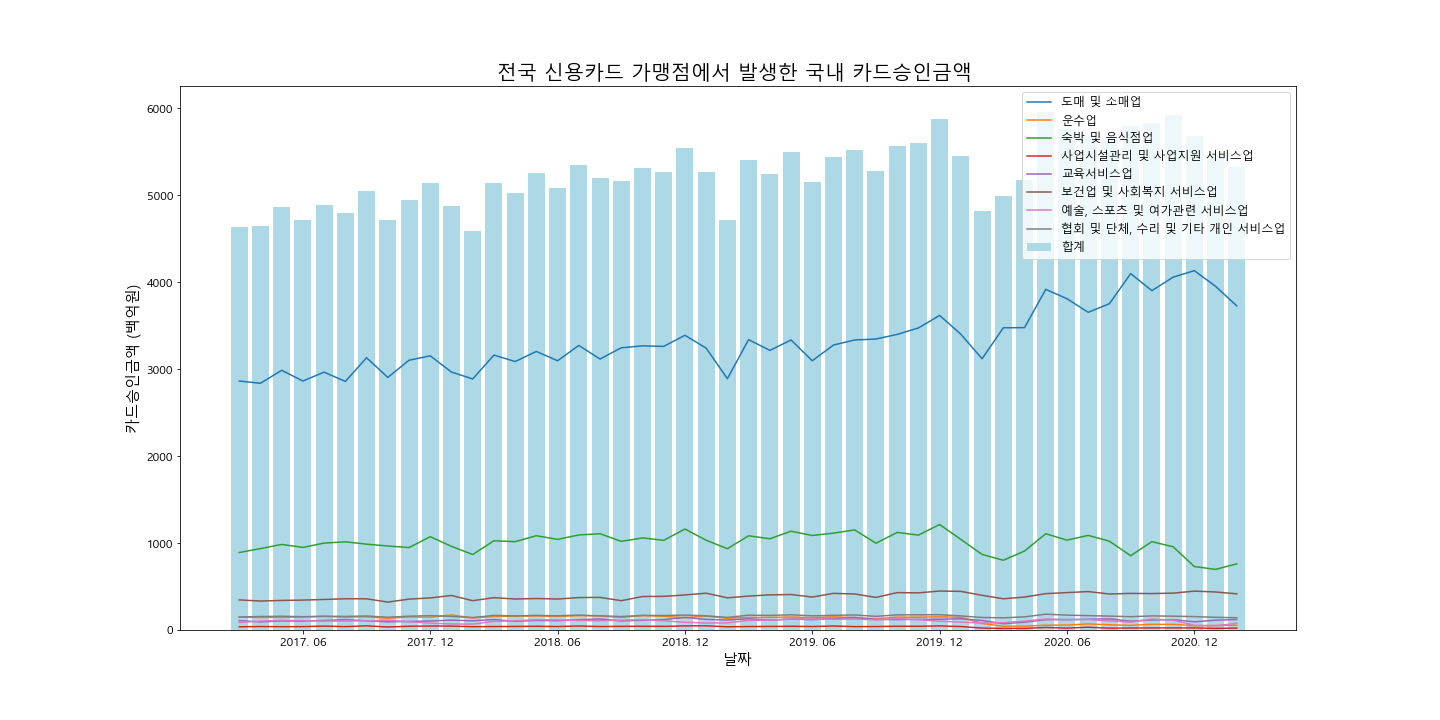 전국 신용카드 가맹점에서 발생한 국내 카드승인금액
도매 및 소매업
운수업
숙박 및 음식점업
사업시설관리 및 사업지원 서비스업
교육서비스업
보건업 및 사회복지 서비스업
예술, 스포츠 및 여가관련 서비스업
협회 및 단체, 수리 및 기타 개인 서비스업
합계
카드승인금액 (백억원)
6000
5000
4000
3000
2000
1000
0
2017. 06
2017. 12
2018. 06
2018. 12
2019. 06
2019. 12
2020. 06
2020. 12
날짜